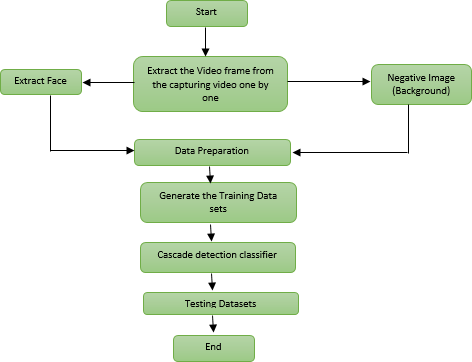 Start
Extract the Video frame from
the capturing video one by
one
Extract Face
Negative Image
(Background)
Data Preparation
Generate the Training Data
sets
Cascade detection classifier
Testing Datasets
End